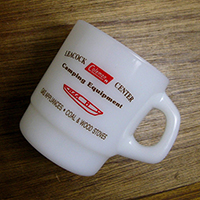 LEACOCK Coleman CENTER
Camping Equipment
GAS APPLIANCES • COAL & WOOD STOVES